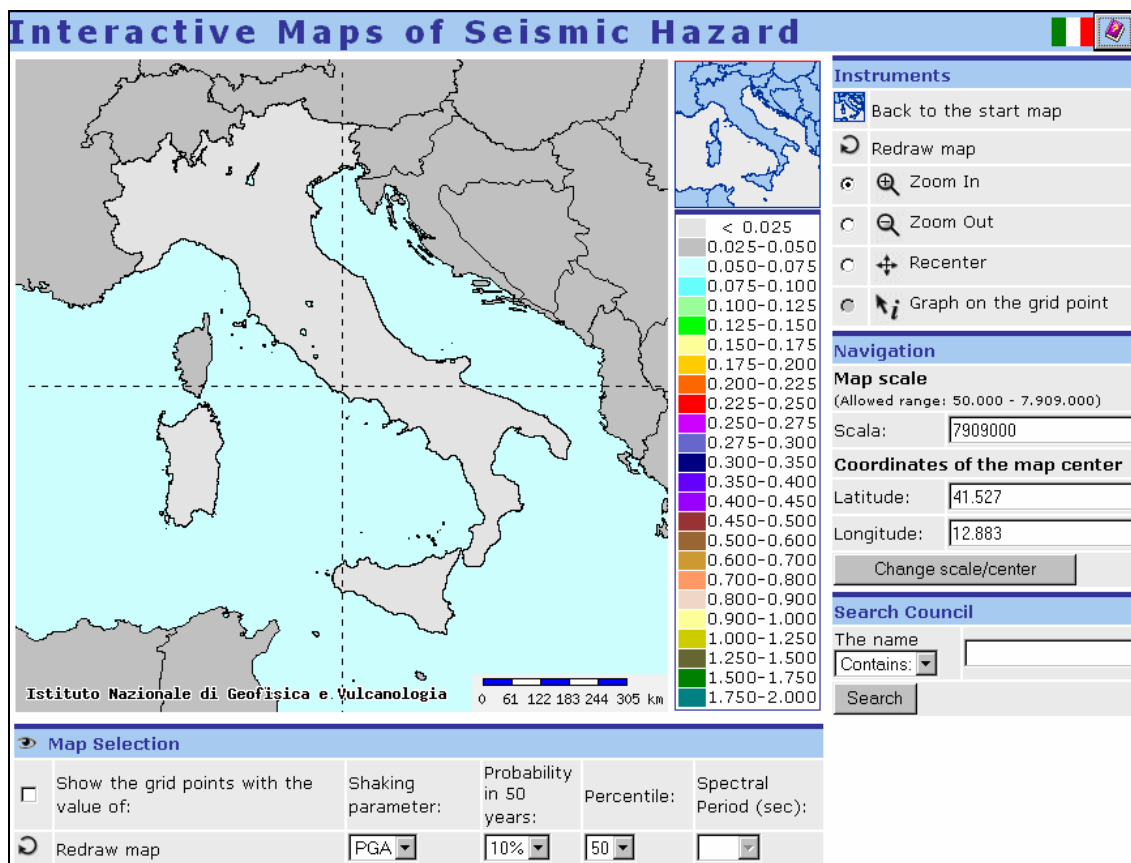 Interactive Maps of Seismic Hazard
Istituto Nazionale di Geofisica e Vulcanologia
0 61 122 183 244 305 km
< 0.025
0.025-0.050
0.050-0.075
0.075-0.100
0.100-0.125
0.125-0.150
0.150-0.175
0.175-0.200
0.200-0.225
0.225-0.250
0.250-0.275
0.275-0.300
0.300-0.350
0.350-0.400
0.400-0.450
0.450-0.500
0.500-0.600
0.600-0.700
0.700-0.800
0.800-0.900
0.900-1.000
1.000-1.250
1.250-1.500
1.500-1.750
1.750-2.000
Instruments
Back to the start map
Redraw map
Zoom In
Zoom Out
Recenter
i Graph on the grid point
Navigation
Map scale
(Allowed range: 50.000 - 7.909.000)
Scala: 7909000
Coordinates of the map center
Latitude: 41.527
Longitude: 12.883
Change scale/center
Search Council
The name
Contains:
Search
Map Selection
Show the grid points with the
value of:
Shaking
parameter:
Probability
in 50
years:
Percentile:
Spectral
Period (sec):
Redraw map PGA 10% 50